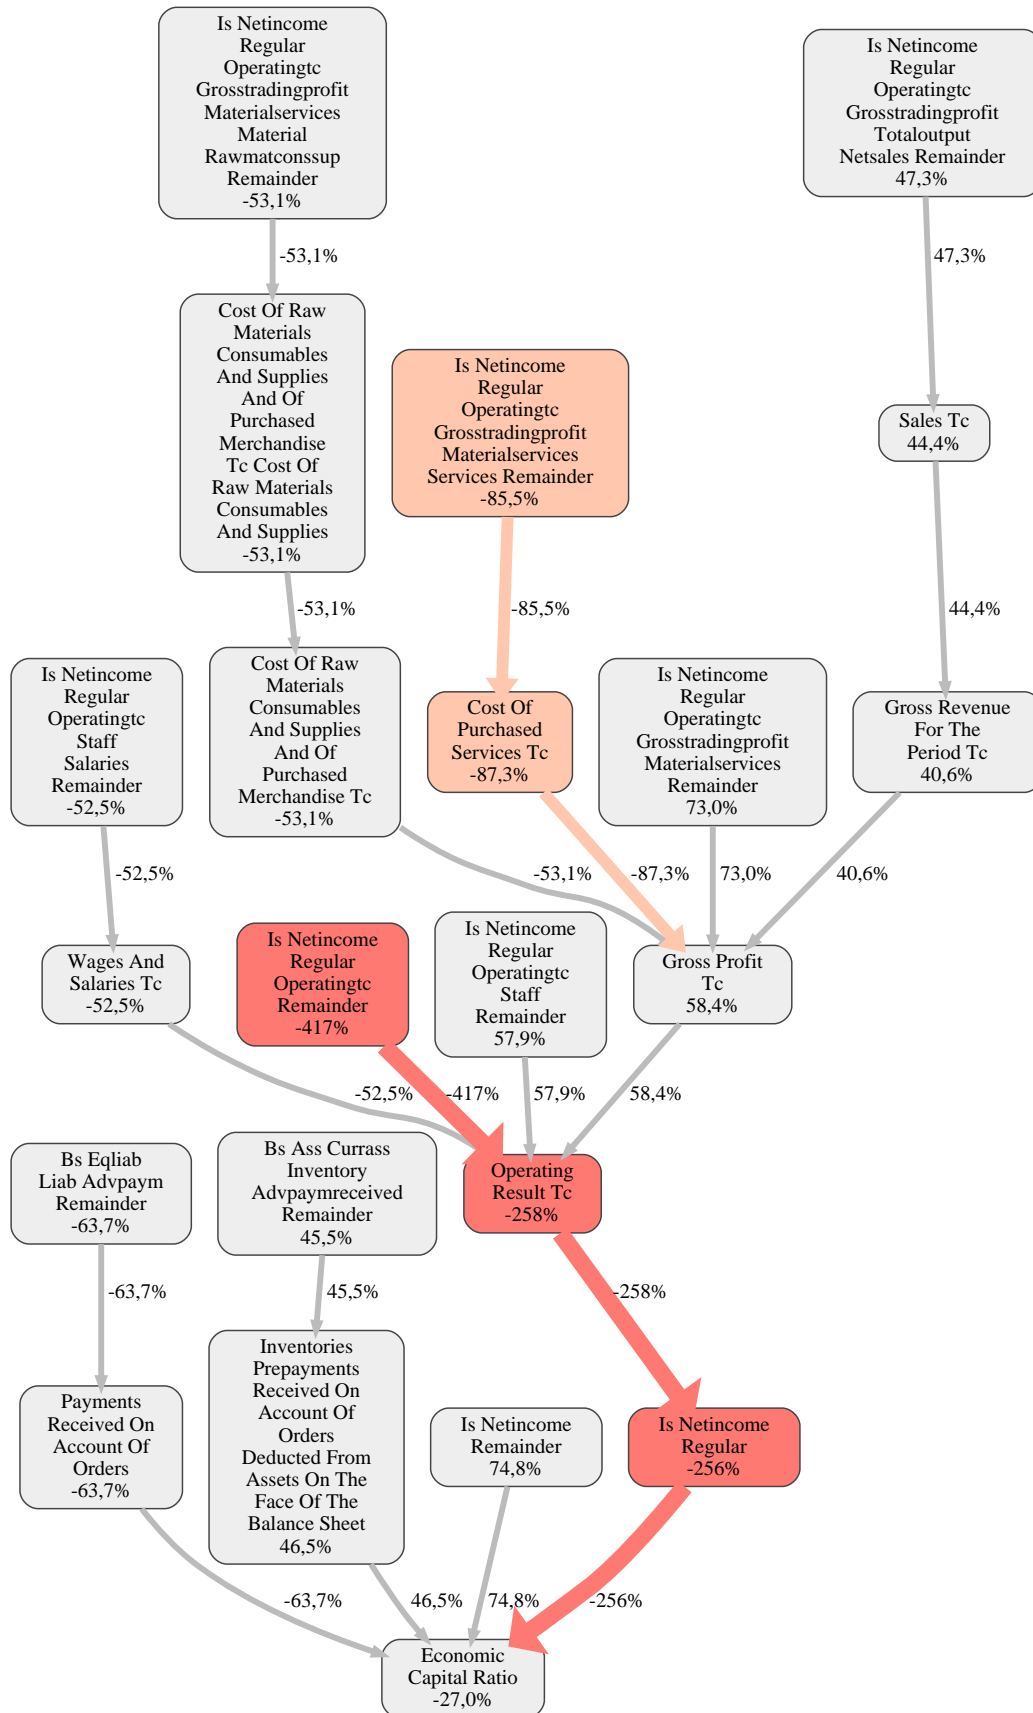 Is Netincome
Regular
Operatingtc
Grosstradingprofit
Materialservices
Material
Rawmatconssup
Remainder
-53,1%
Is Netincome
Regular
Operatingtc
Grosstradingprofit
Totaloutput
Netsales Remainder
47,3%
-53,1%
47,3%
Cost Of Raw
Materials
Consumables
And Supplies
And Of
Purchased
Merchandise
Tc Cost Of
Raw Materials
Consumables
And Supplies
-53,1%
Is Netincome
Regular
Operatingtc
Grosstradingprofit
Materialservices
Services Remainder
-85,5%
Sales Tc
44,4%
-53,1%
-85,5%
44,4%
Is Netincome
Regular
Operatingtc
Staff
Salaries
Remainder
-52,5%
Cost Of Raw
Materials
Consumables
And Supplies
And Of
Purchased
Merchandise Tc
-53,1%
Cost Of
Purchased
Services Tc
-87,3%
Is Netincome
Regular
Operatingtc
Grosstradingprofit
Materialservices
Remainder
73,0%
Gross Revenue
For The
Period Tc
40,6%
-52,5%
-53,1%
-87,3%
73,0%
40,6%
Wages And
Salaries Tc
-52,5%
Is Netincome
Regular
Operatingtc
Remainder
-417%
Is Netincome
Regular
Operatingtc
Staff
Remainder
57,9%
Gross Profit
Tc
58,4%
-52,5%
-417%
57,9%
58,4%
Bs Eqliab
Liab Advpaym
Remainder
-63,7%
Bs Ass Currass
Inventory
Advpaymreceived
Remainder
45,5%
Operating
Result Tc
-258%
-63,7%
45,5%
-258%
Payments
Received On
Account Of
Orders
-63,7%
Inventories
Prepayments
Received On
Account Of
Orders
Deducted From
Assets On The
Face Of The
Balance Sheet
46,5%
Is Netincome
Remainder
74,8%
Is Netincome
Regular
-256%
-63,7%
46,5%
74,8%
-256%
Economic
Capital Ratio
-27,0%